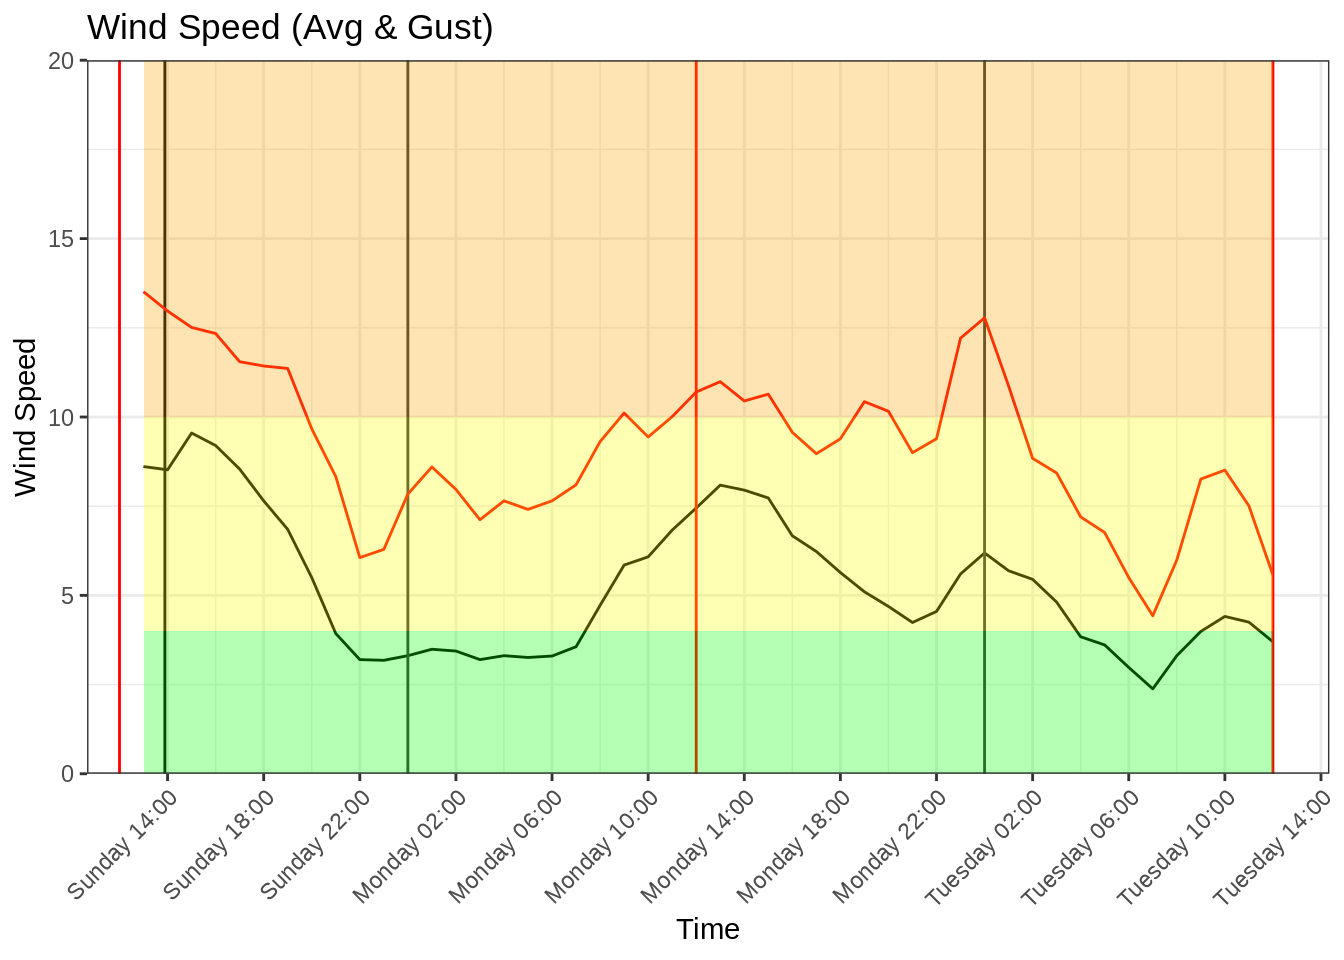 Wind Speed (Avg & Gust)
20
15
10
5
0
Wind Speed
Sunday 14:00
Sunday 18:00
Sunday 22:00
Monday 02:00
Monday 06:00
Monday 10:00
Monday 14:00
Monday 18:00
Monday 22:00
Tuesday 02:00
Tuesday 06:00
Tuesday 10:00
Tuesday 14:00
Time